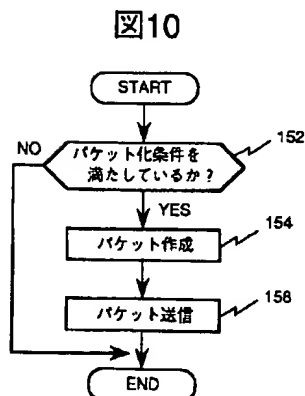 図10
START
152
NO
パケット化条件を
満たしているか?
YES
154
パケット作成
158
パケット送信
END